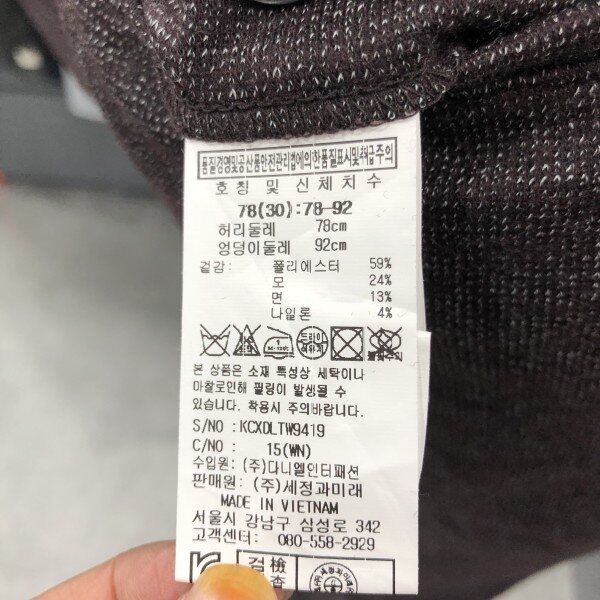 품질경영및공산품안전관리법에의한품질표시및취급주의
호칭 및 신체치수
78(30):78-92
허리둘레 78cm
엉덩이둘레 92cm
겉감: 폴리에스터 59%
모 24%
면 13%
나일론 4%
드라이
본 상품은 소재 특성상 세탁이나
마찰로인해 필링이 발생될 수
있습니다. 착용시 주의바랍니다.
S/NO : KCXDLTW9419
C/NO : 15(WN)
수입원: (주)다니엘인터패션
판매원: (주)세정과미래
MADE IN VIETNAM
서울시 강남구 삼성로 342
고객센터: 080-558-2929
검 檢